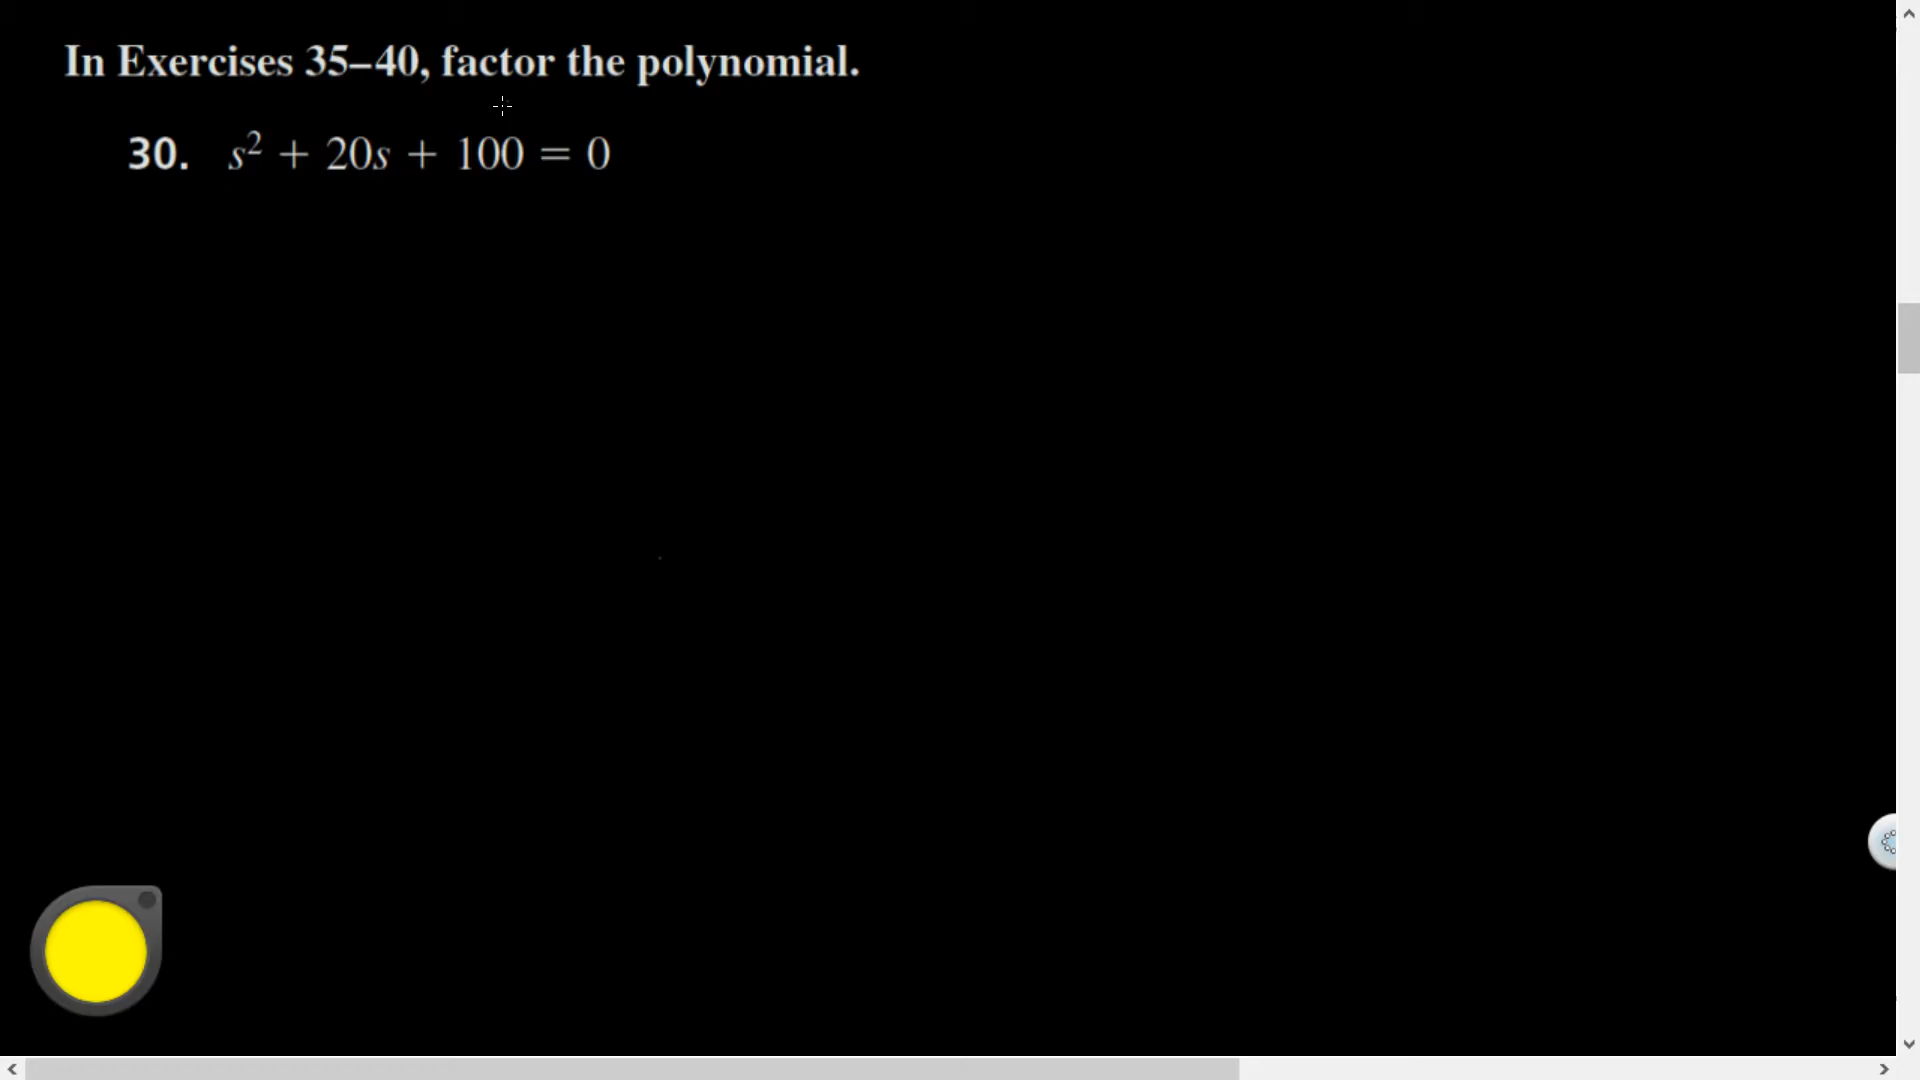 In Exercises 35–40, factor the polynomial.
30. s² + 20s + 100 = 0